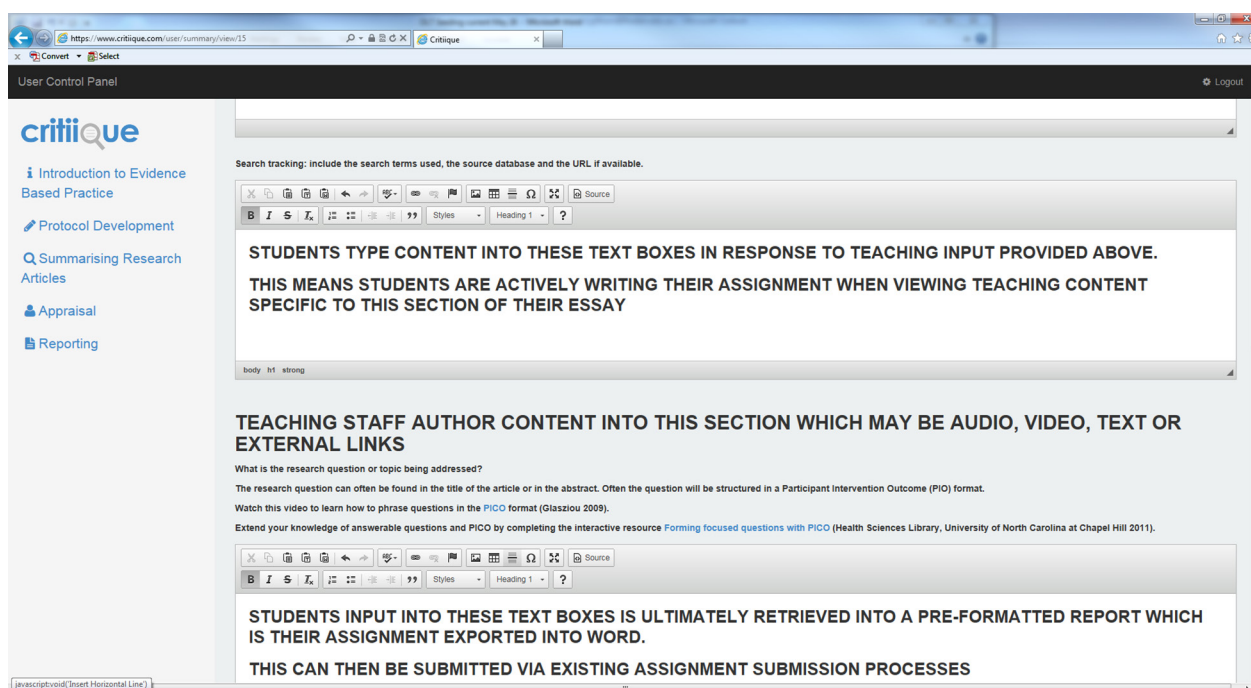 https://www.critiique.com/user/summary/view/15
Critiique
x Convert Select
User Control Panel
Logout
critiique
Introduction to Evidence
Based Practice
Protocol Development
Summarising Research
Articles
Appraisal
Reporting
Search tracking: include the search terms used, the source database and the URL if available.
Source
B I S Tx Styles Heading 1 ?
STUDENTS TYPE CONTENT INTO THESE TEXT BOXES IN RESPONSE TO TEACHING INPUT PROVIDED ABOVE.
THIS MEANS STUDENTS ARE ACTIVELY WRITING THEIR ASSIGNMENT WHEN VIEWING TEACHING CONTENT
SPECIFIC TO THIS SECTION OF THEIR ESSAY
body h1 strong
TEACHING STAFF AUTHOR CONTENT INTO THIS SECTION WHICH MAY BE AUDIO, VIDEO, TEXT OR
EXTERNAL LINKS
What is the research question or topic being addressed?
The research question can often be found in the title of the article or in the abstract. Often the question will be structured in a Participant Intervention Outcome (PIO) format.
Watch this video to learn how to phrase questions in the PICO format (Glasziou 2009).
Extend your knowledge of answerable questions and PICO by completing the interactive resource Forming focused questions with PICO (Health Sciences Library, University of North Carolina at Chapel Hill 2011).
Source
B I S Tx Styles Heading 1 ?
STUDENTS INPUT INTO THESE TEXT BOXES IS ULTIMATELY RETRIEVED INTO A PRE-FORMATTED REPORT WHICH
IS THEIR ASSIGNMENT EXPORTED INTO WORD.
THIS CAN THEN BE SUBMITTED VIA EXISTING ASSIGNMENT SUBMISSION PROCESSES
javascript:void('Insert Horizontal Line')